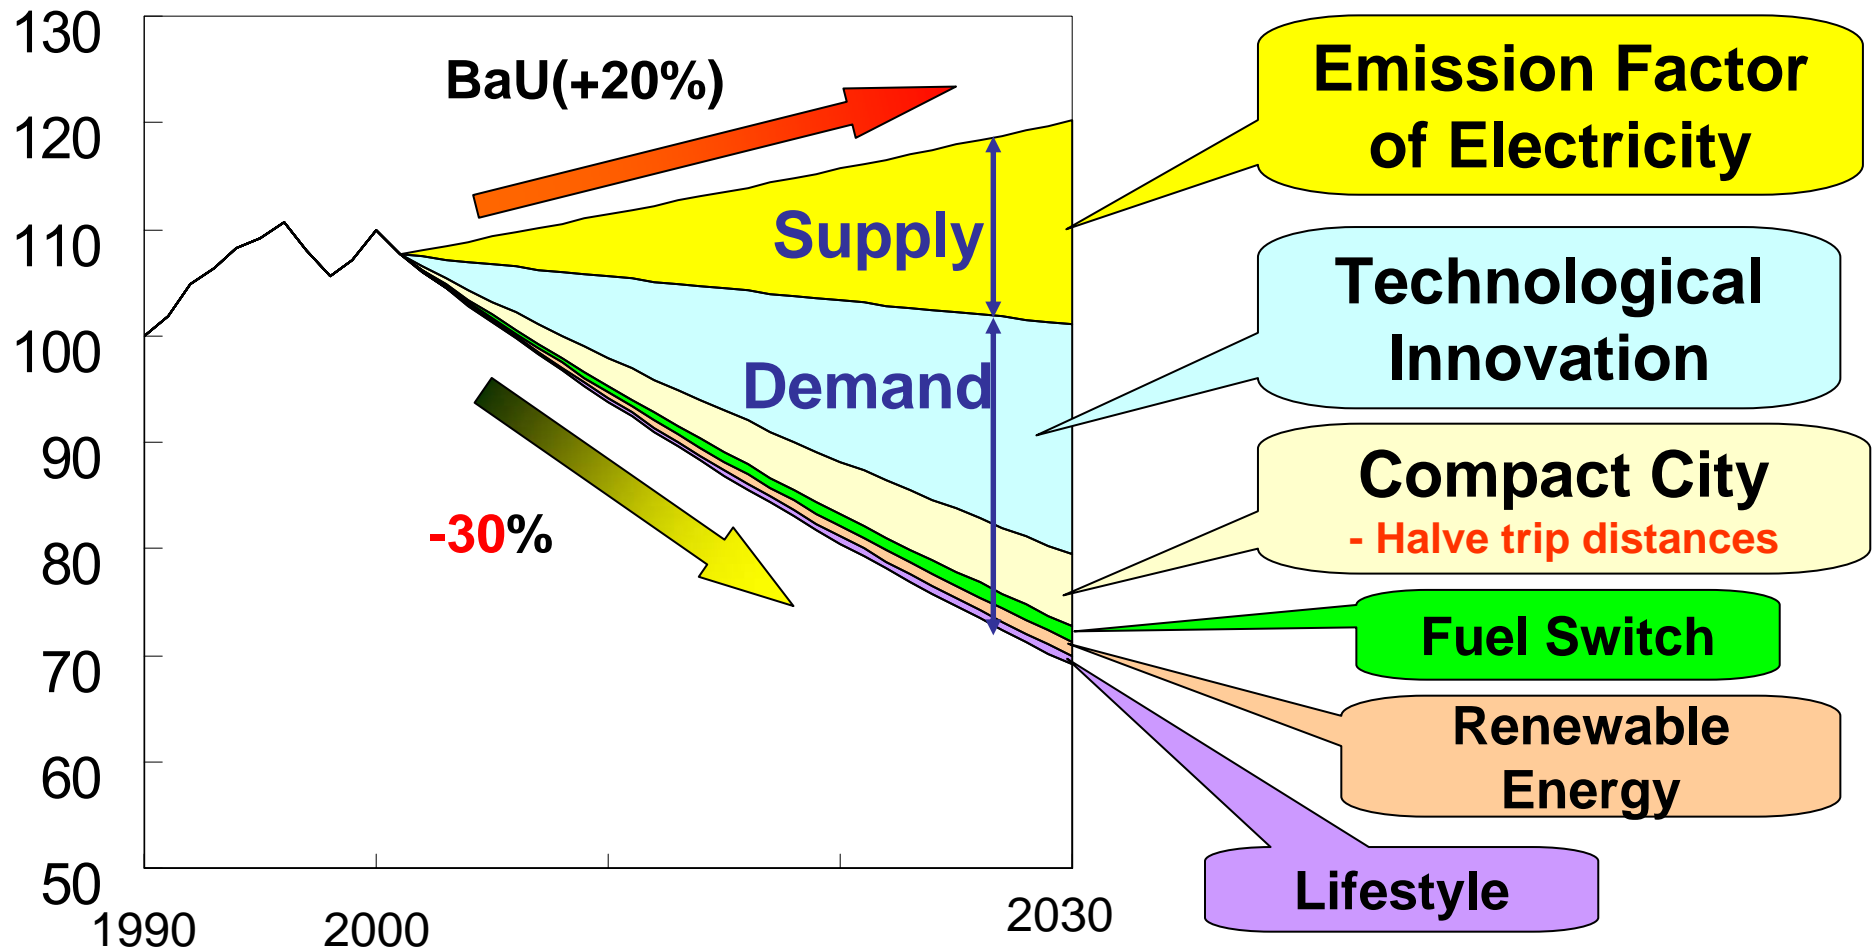 130
120
110
100
90
80
70
60
50
1990
2000
2030
BaU(+20%)
-30%
Supply
Demand
Emission Factor
of Electricity
Technological
Innovation
Compact City
- Halve trip distances
Fuel Switch
Renewable
Energy
Lifestyle